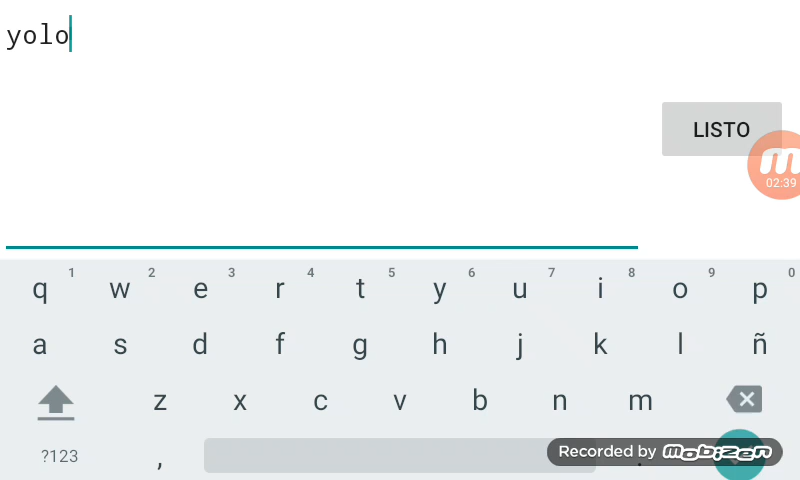 yolo
LISTO
02:39
1 2 3 4 5 6 7 8 9 0
q w e r t y u i o p
a s d f g h j k l ñ
z x c v b n m
?123 , .
Recorded by mobizen